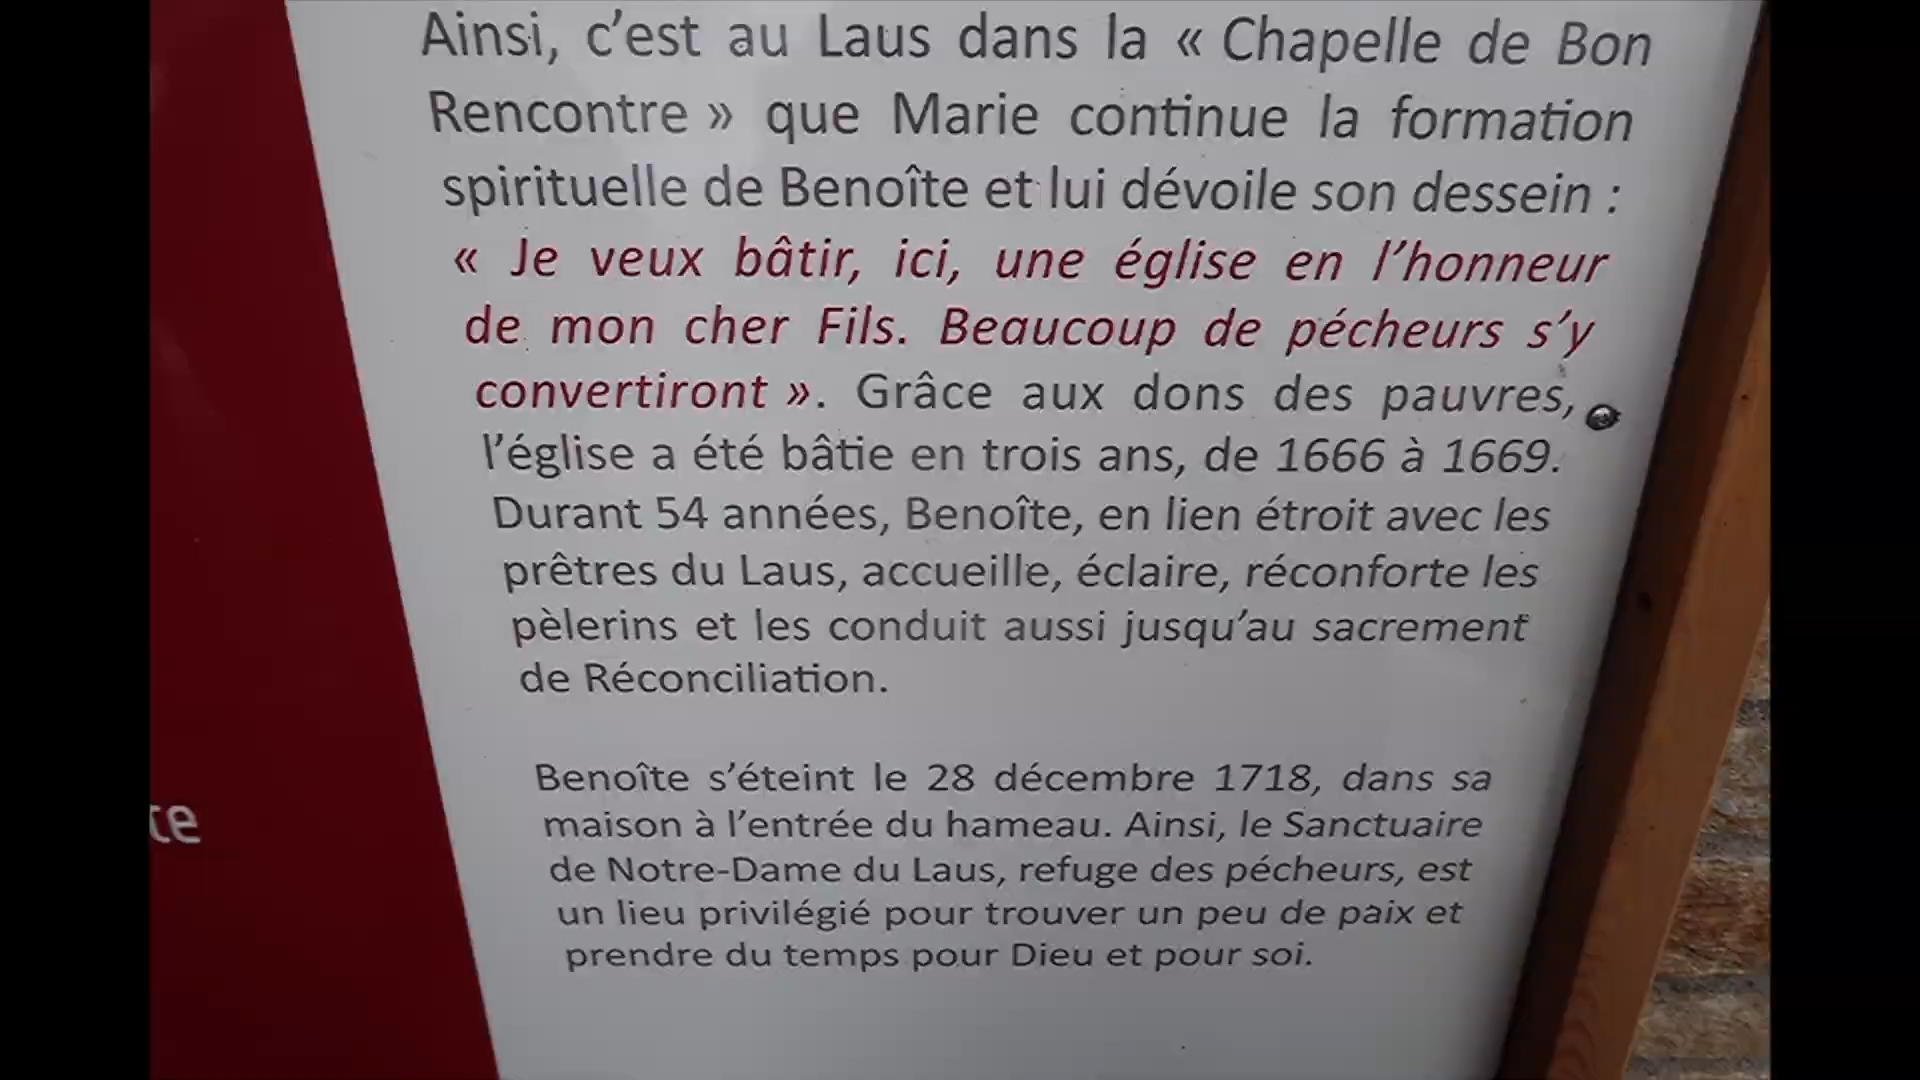 Ainsi, c’est au Laus dans la « Chapelle de Bon
Rencontre » que Marie continue la formation
spirituelle de Benoîte et lui dévoile son dessein :
« Je veux bâtir, ici, une église en l’honneur
de mon cher Fils. Beaucoup de pécheurs s’y
convertiront ». Grâce aux dons des pauvres,
l’église a été bâtie en trois ans, de 1666 à 1669.
Durant 54 années, Benoîte, en lien étroit avec les
prêtres du Laus, accueille, éclaire, réconforte les
pèlerins et les conduit aussi jusqu’au sacrement
de Réconciliation.
Benoîte s’éteint le 28 décembre 1718, dans sa
maison à l’entrée du hameau. Ainsi, le Sanctuaire
de Notre-Dame du Laus, refuge des pécheurs, est
un lieu privilégié pour trouver un peu de paix et
prendre du temps pour Dieu et pour soi.